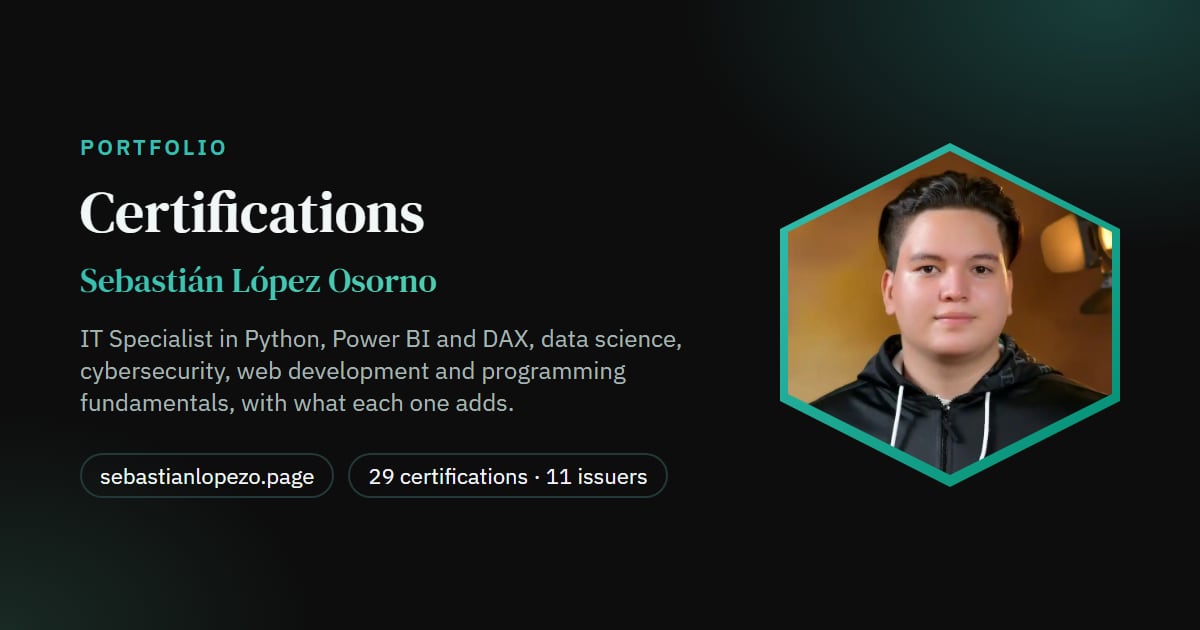 PORTFOLIO
Certifications
Sebastián López Osorno
IT Specialist in Python, Power BI and DAX, data science,
cybersecurity, web development and programming
fundamentals, with what each one adds.
sebastianlopezo.page
29 certifications · 11 issuers